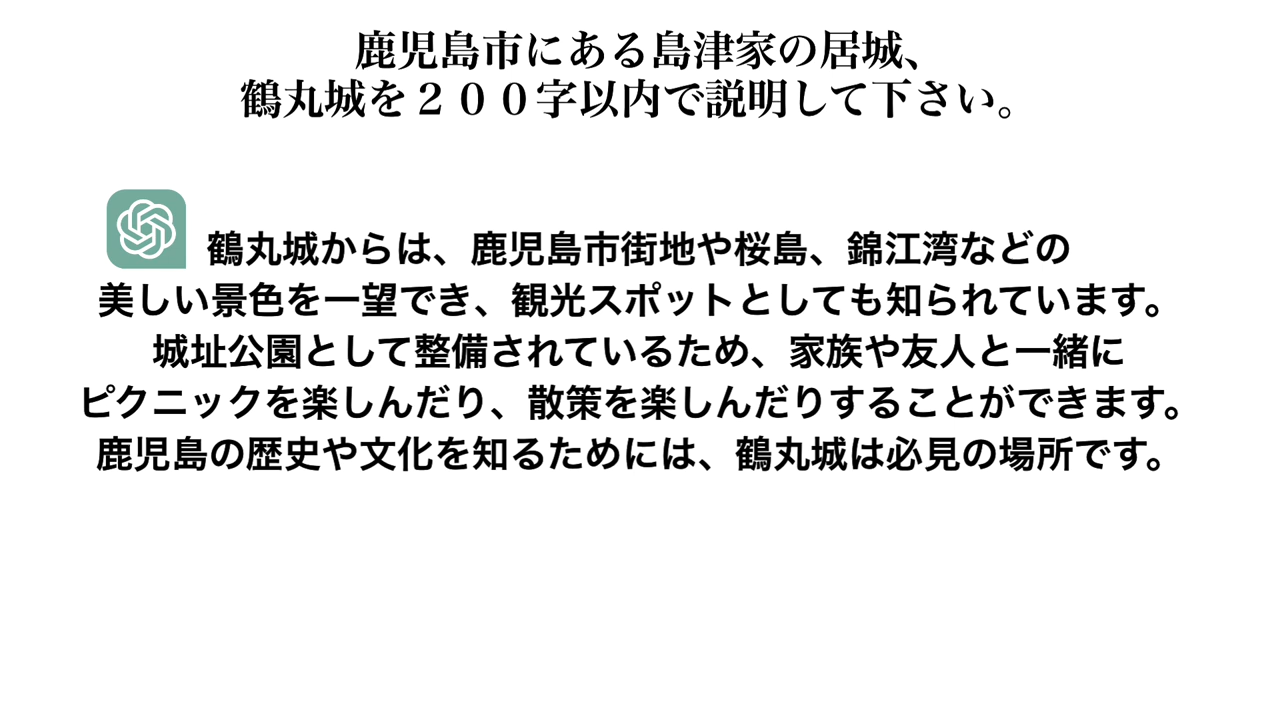 鹿児島市にある島津家の居城、
鶴丸城を２００字以内で説明して下さい。
鶴丸城からは、鹿児島市街地や桜島、錦江湾などの
美しい景色を一望でき、観光スポットとしても知られています。
城址公園として整備されているため、家族や友人と一緒に
ピクニックを楽しんだり、散策を楽しんだりすることができます。
鹿児島の歴史や文化を知るためには、鶴丸城は必見の場所です。